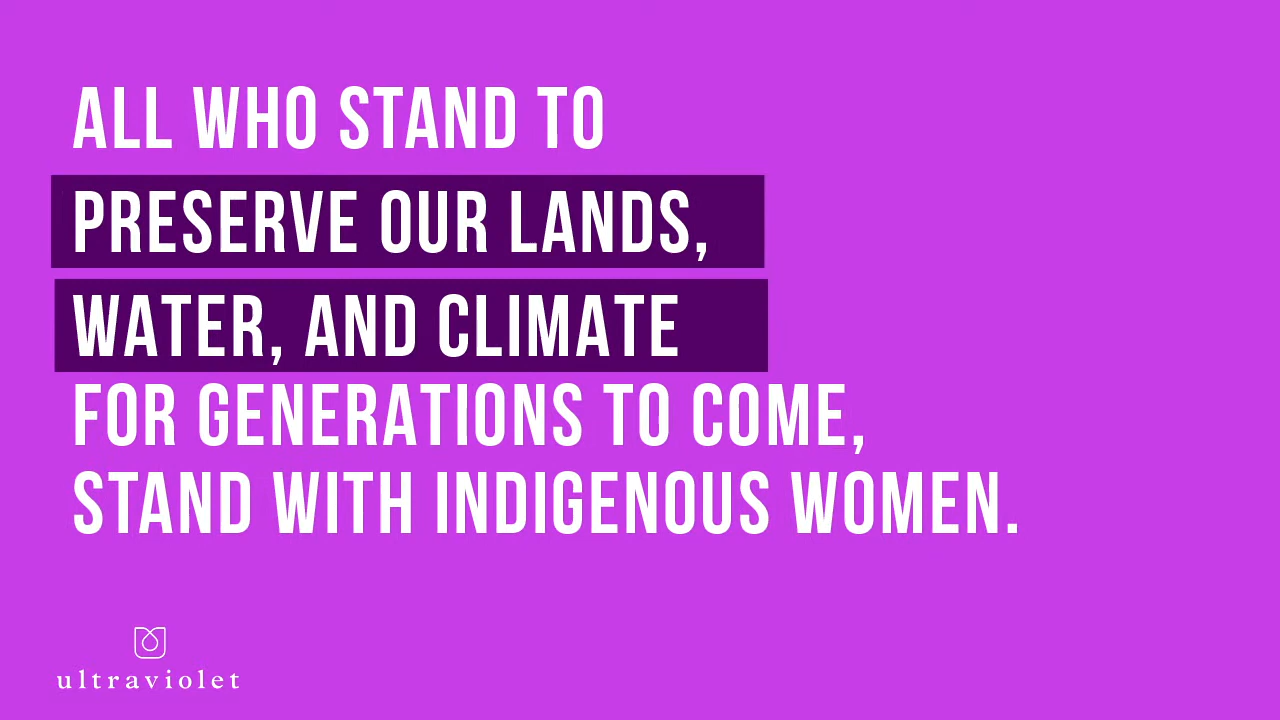 ALL WHO STAND TO
PRESERVE OUR LANDS,
WATER, AND CLIMATE
FOR GENERATIONS TO COME,
STAND WITH INDIGENOUS WOMEN.
ultraviolet